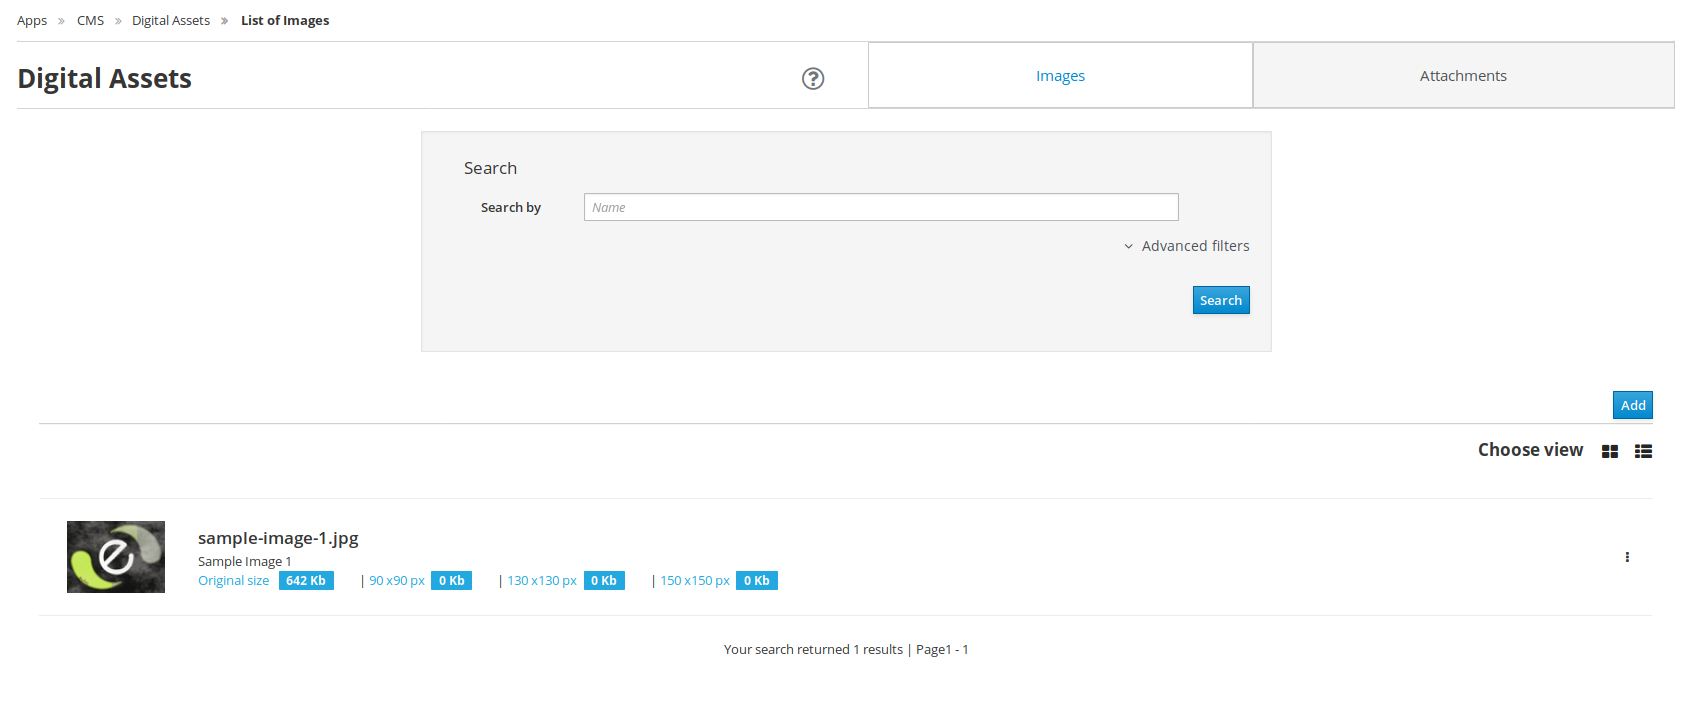 Apps » CMS » Digital Assets » List of Images
Digital Assets
Images
Attachments
Search
Search by
Name
Advanced filters
Search
Add
Choose view
sample-image-1.jpg
Sample Image 1
Original size 642 Kb | 90 x90 px 0 Kb | 130 x130 px 0 Kb | 150 x150 px 0 Kb
Your search returned 1 results | Page1 - 1